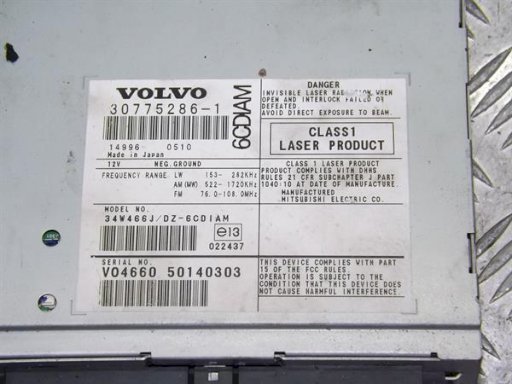 VOLVO
30775286-1
6CDIAM
14996 0510
Made in Japan
12V NEG.GROUND
FREQUENCY RANGE LW 153- 282KHz
AM(MW) 522-1720KHz
FM 76.0-108.0MHz
MODEL NO.
34W466J/DZ-6CDIAM
e13
022437
SERIAL NO.
V04660 50140303
DANGER
INVISIBLE LASER RADIATION WHEN
OPEN AND INTERLOCK FAILED OR
DEFEATED.
AVOID DIRECT EXPOSURE TO BEAM.
CLASS1
LASER PRODUCT
CLASS 1 LASER PRODUCT
PRODUCT COMPLIES WITH DHHS
RULES 21 CFR SUBCHAPTER J PART
1040:10 AT DATE OF MANUFACTURE.
MANUFACTURED
MITSUBISHI ELECTRIC CO.
THIS DEVICE COMPLIES WITH PART
15 OF THE FCC RULES.
OPERATION IS SUBJECT TO THE
CONDITION THAT THIS DEVICE DOES
NOT CAUSE HARMFUL INTERFERENCE.